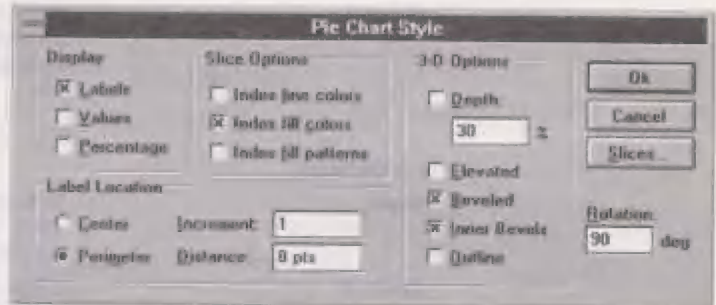 Pie Chart Style
Display
Labels
Values
Percentage
Slice Options
Index line colors
Index fill colors
Index fill patterns
3-D Options
Depth
30 %
Elevated
Beveled
Inner Bevels
Outline
Ok
Cancel
Slices...
Label Location
Center
Perimeter
Increment: 1
Distance: 8 pts
Rotation:
90 deg